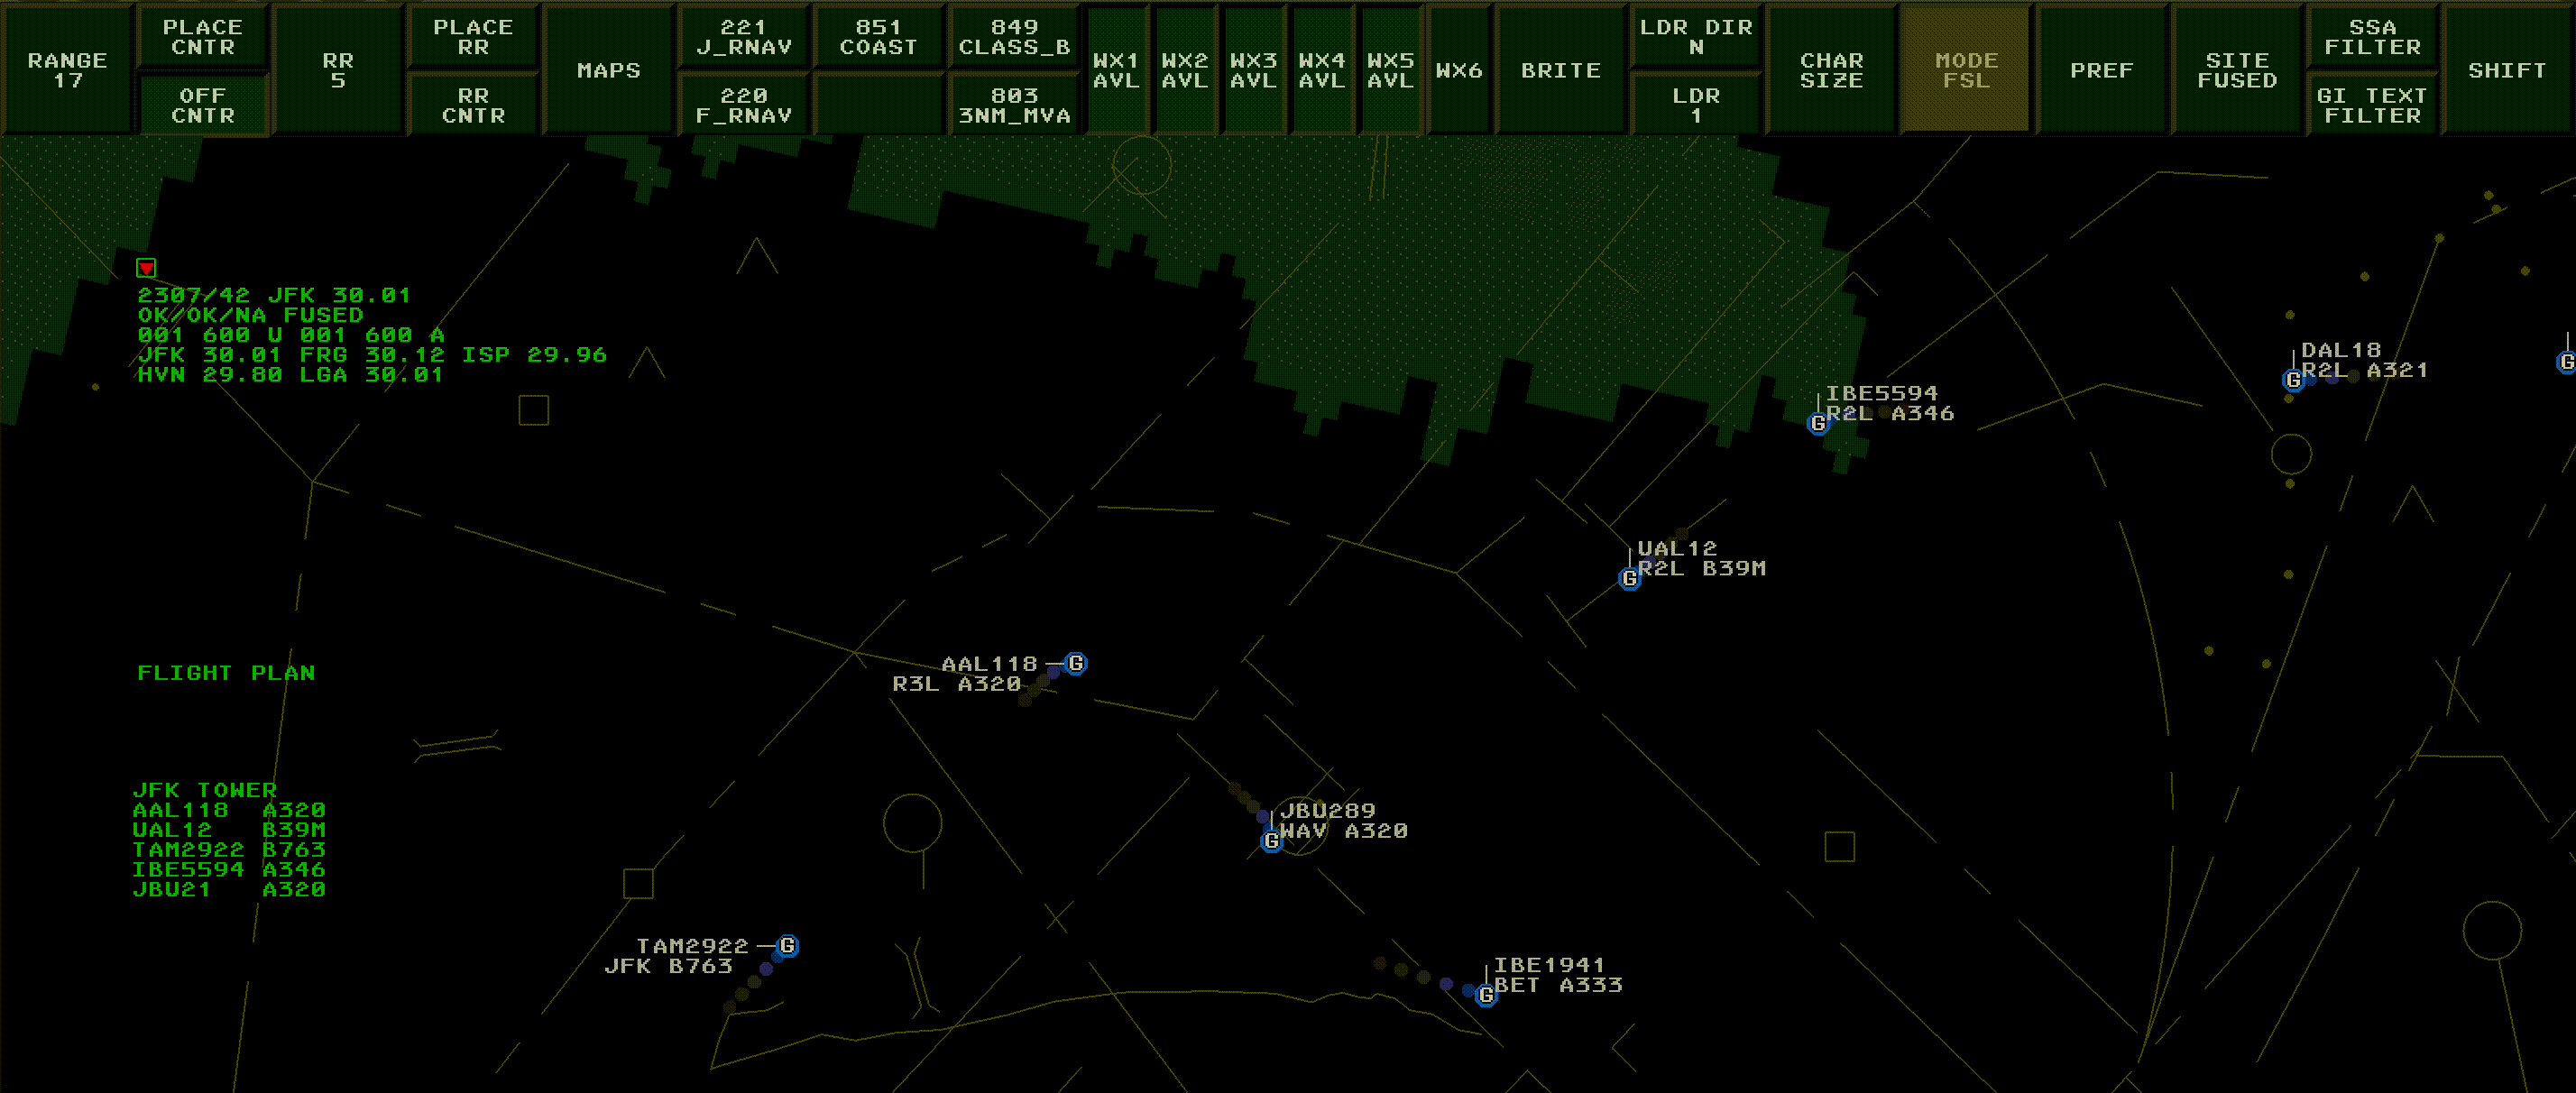 RANGE
17
PLACE
CNTR
OFF
CNTR
RR
5
PLACE
RR
RR
CNTR
MAPS
221
J_RNAV
220
F_RNAV
851
COAST
849
CLASS_B
803
3NM_MVA
WX1
AVL
WX2
AVL
WX3
AVL
WX4
AVL
WX5
AVL
WX6
BRITE
LDR DIR
N
LDR
1
CHAR
SIZE
MODE
FSL
PREF
SITE
FUSED
SSA
FILTER
GI TEXT
FILTER
SHIFT
2307/42 JFK 30.01
OK/OK/NA FUSED
001 600 U 001 600 A
JFK 30.01 FRG 30.12 ISP 29.96
HVN 29.80 LGA 30.01
DAL18
R2L A321
G
G
IBE5594
R2L A346
G
UAL12
R2L B39M
G
AAL118
R3L A320
G
FLIGHT PLAN
JFK TOWER
AAL118 A320
UAL12 B39M
TAM2922 B763
IBE5594 A346
JBU21 A320
JBU289
WAV A320
G
TAM2922
JFK B763
G
IBE1941
BET A333
G